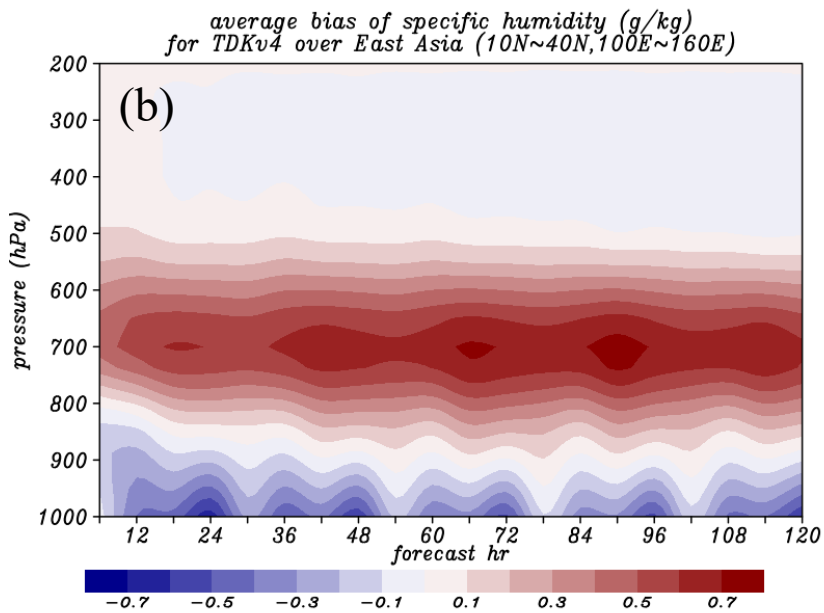 average bias of specific humidity (g/kg)
for TDKv4 over East Asia (10N~40N,100E~160E)
(b)
pressure (hPa)
200
300
400
500
600
700
800
900
1000
12 24 36 48 60 72 84 96 108 120
forecast hr
−0.7 −0.5 −0.3 −0.1 0.1 0.3 0.5 0.7